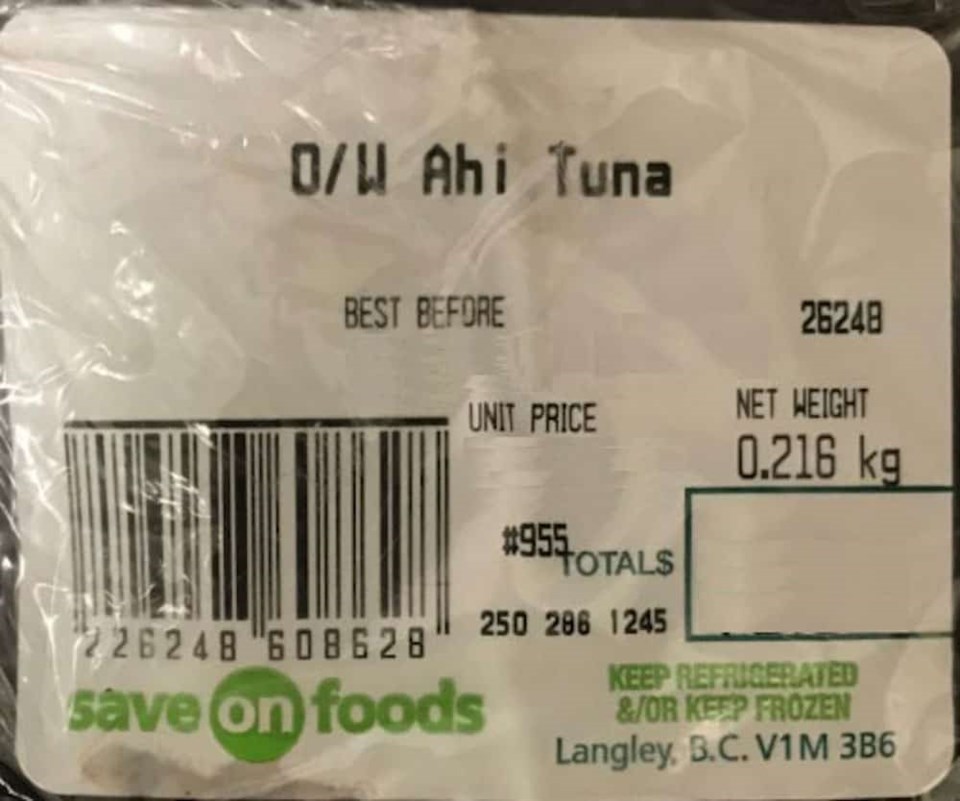 O/W Ahi Tuna
BEST BEFORE 26248
UNIT PRICE NET WEIGHT
0.216 kg
#955
TOTAL$
250 286 1245
226248 608628
save on foods
KEEP REFRIGERATED
&/OR KEEP FROZEN
Langley, B.C. V1M 3B6